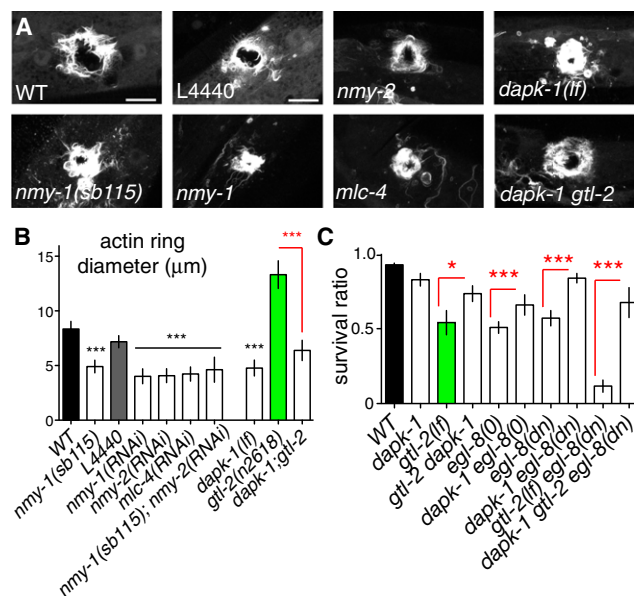 A
WT
L4440
nmy-2
dapk-1(lf)
nmy-1(sb115)
nmy-1
mlc-4
dapk-1 gtl-2
B
actin ring
diameter (μm)
15
10
5
0
***
***
***
***
WT
nmy-1(sb115)
L4440
nmy-1(RNAi)
nmy-2(RNAi)
mlc-4(RNAi)
nmy-1(sb115); nmy-2(RNAi)
dapk-1(lf)
gtl-2(n2618)
dapk-1;gtl-2
C
survival ratio
1.0
0.5
0
*
***
***
***
WT
dapk-1
gtl-2(lf)
gtl-2 dapk-1
egl-8(0)
dapk-1 egl-8(0)
egl-8(dn)
dapk-1 egl-8(dn)
gtl-2(lf) egl-8(dn)
dapk-1 gtl-2 egl-8(dn)